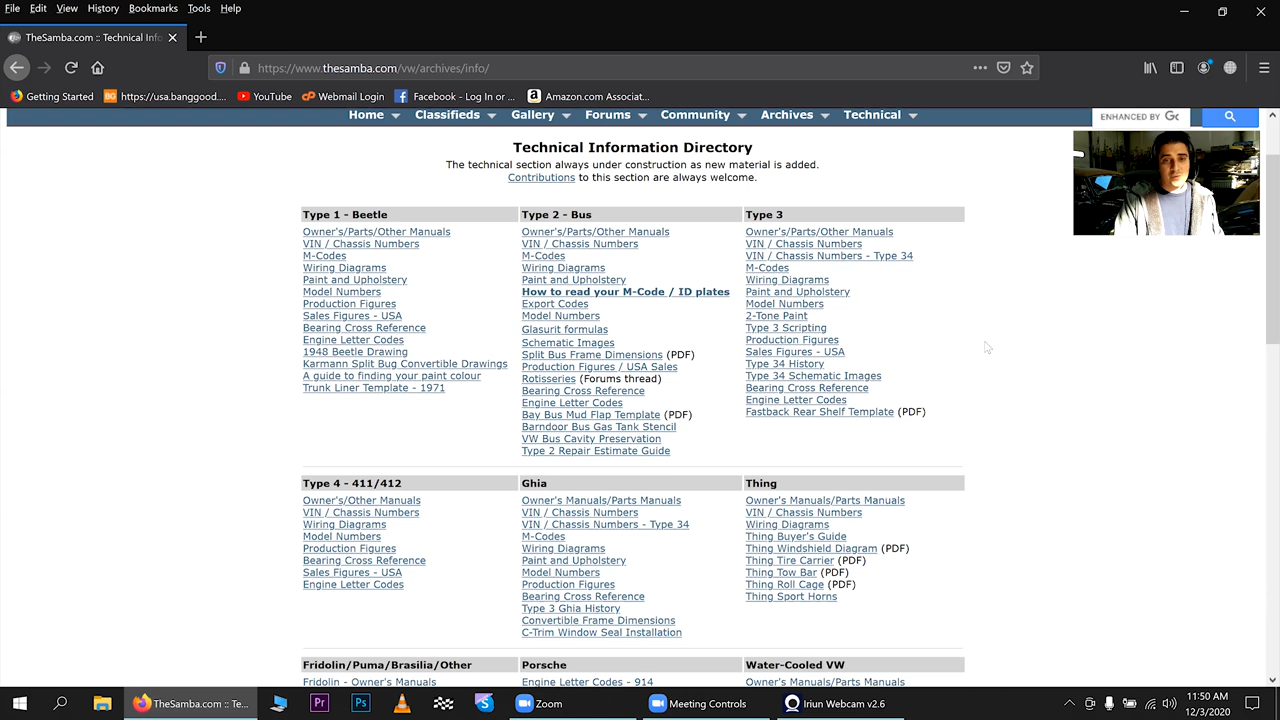 File Edit View History Bookmarks Tools Help
TheSamba.com :: Technical Info
https://www.thesamba.com/vw/archives/info/
Getting Started https://usa.banggood.... YouTube Webmail Login Facebook - Log In or ... Amazon.com Associat...
Home Classifieds Gallery Forums Community Archives Technical
ENHANCED BY
Technical Information Directory
The technical section always under construction as new material is added.
Contributions to this section are always welcome.
Type 1 - Beetle
Owner's/Parts/Other Manuals
VIN / Chassis Numbers
M-Codes
Wiring Diagrams
Paint and Upholstery
Model Numbers
Production Figures
Sales Figures - USA
Bearing Cross Reference
Engine Letter Codes
1948 Beetle Drawing
Karmann Split Bug Convertible Drawings
A guide to finding your paint colour
Trunk Liner Template - 1971
Type 2 - Bus
Owner's/Parts/Other Manuals
VIN / Chassis Numbers
M-Codes
Wiring Diagrams
Paint and Upholstery
How to read your M-Code / ID plates
Export Codes
Model Numbers
Glasurit formulas
Schematic Images
Split Bus Frame Dimensions (PDF)
Production Figures / USA Sales
Rotisseries (Forums thread)
Bearing Cross Reference
Engine Letter Codes
Bay Bus Mud Flap Template (PDF)
Barndoor Bus Gas Tank Stencil
VW Bus Cavity Preservation
Type 2 Repair Estimate Guide
Type 3
Owner's/Parts/Other Manuals
VIN / Chassis Numbers
VIN / Chassis Numbers - Type 34
M-Codes
Wiring Diagrams
Paint and Upholstery
Model Numbers
2-Tone Paint
Type 3 Scripting
Production Figures
Sales Figures - USA
Type 34 History
Type 34 Schematic Images
Bearing Cross Reference
Engine Letter Codes
Fastback Rear Shelf Template (PDF)
Type 4 - 411/412
Owner's/Other Manuals
VIN / Chassis Numbers
Wiring Diagrams
Model Numbers
Production Figures
Bearing Cross Reference
Sales Figures - USA
Engine Letter Codes
Ghia
Owner's Manuals/Parts Manuals
VIN / Chassis Numbers
VIN / Chassis Numbers - Type 34
M-Codes
Wiring Diagrams
Paint and Upholstery
Model Numbers
Production Figures
Bearing Cross Reference
Type 3 Ghia History
Convertible Frame Dimensions
C-Trim Window Seal Installation
Thing
Owner's Manuals/Parts Manuals
VIN / Chassis Numbers
Wiring Diagrams
Thing Buyer's Guide
Thing Windshield Diagram (PDF)
Thing Tire Carrier (PDF)
Thing Tow Bar (PDF)
Thing Roll Cage (PDF)
Thing Sport Horns
Fridolin/Puma/Brasilia/Other
Fridolin - Owner's Manuals
Porsche
Engine Letter Codes - 914
Water-Cooled VW
Owner's Manuals/Parts Manuals
TheSamba.com :: Te... Pr Ps Zoom Meeting Controls Iriun Webcam v2.6
11:50 AM
12/3/2020